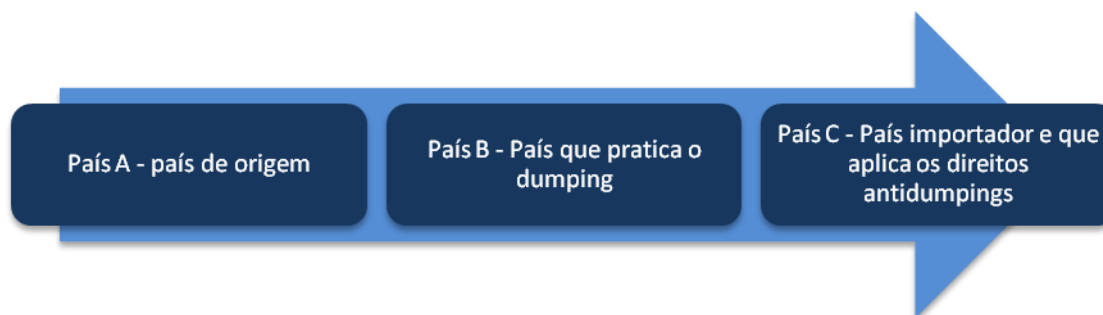 País A - país de origem
País B - País que pratica o
dumping
País C - País importador e que
aplica os direitos
antidumpings